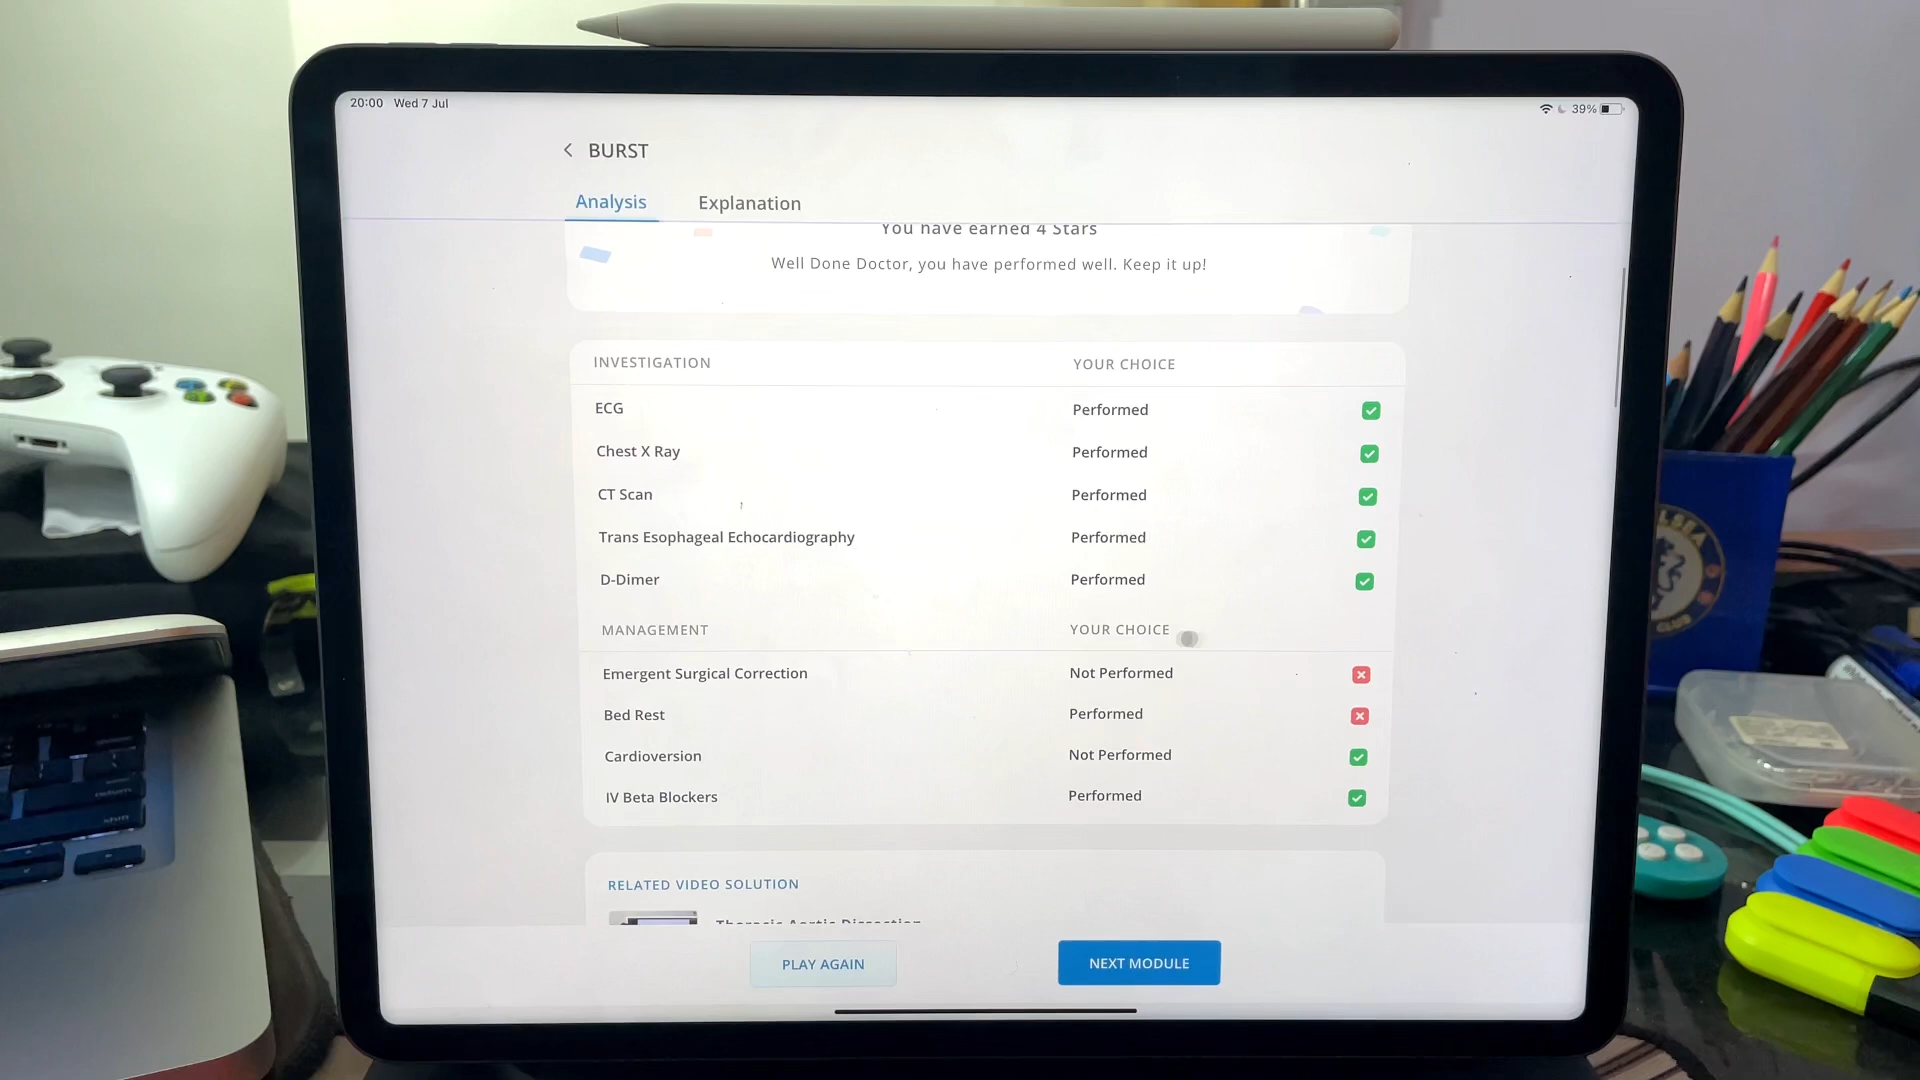 20:00 Wed 7 Jul
39%
BURST
Analysis Explanation
You have earned 4 Stars
Well Done Doctor, you have performed well. Keep it up!
INVESTIGATION YOUR CHOICE
ECG Performed
Chest X Ray Performed
CT Scan Performed
Trans Esophageal Echocardiography Performed
D-Dimer Performed
MANAGEMENT YOUR CHOICE
Emergent Surgical Correction Not Performed
Bed Rest Performed
Cardioversion Not Performed
IV Beta Blockers Performed
RELATED VIDEO SOLUTION
Thoracic Aortic Dissection
PLAY AGAIN NEXT MODULE